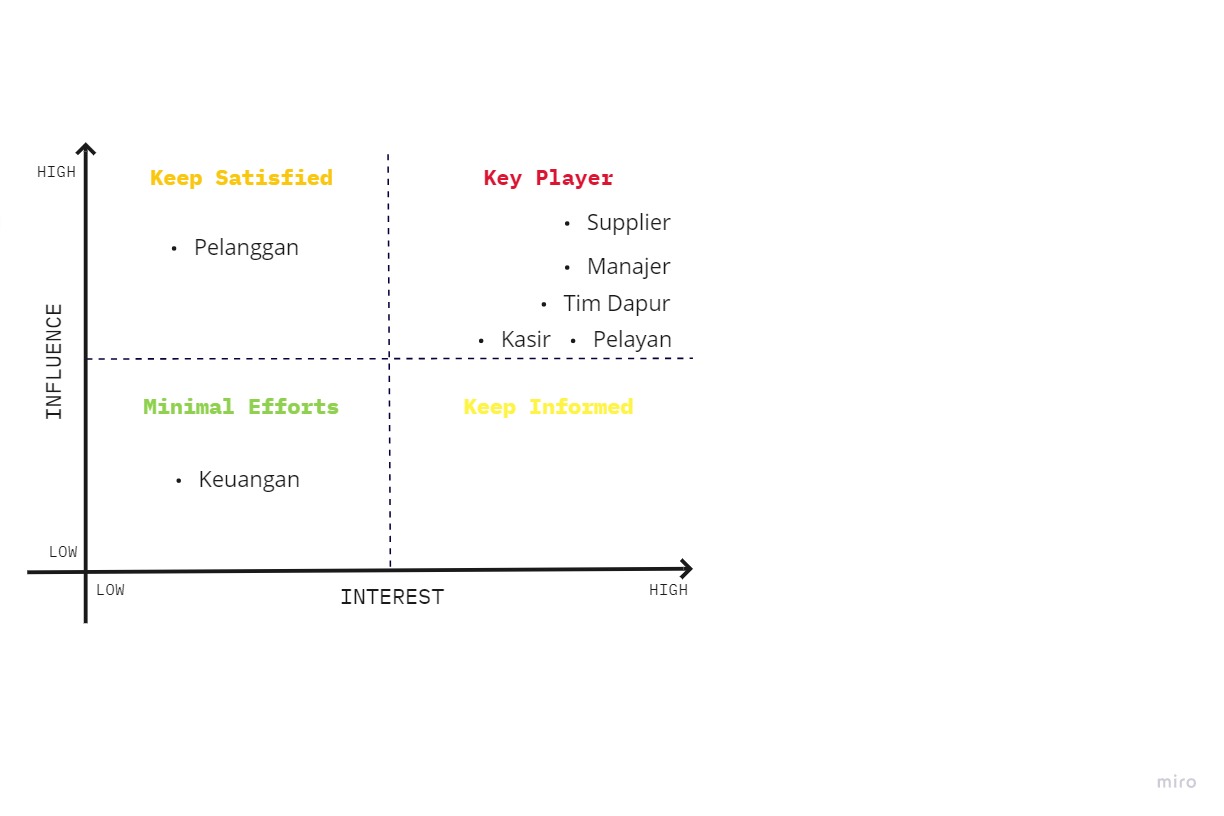 HIGH
Keep Satisfied
Key Player
• Supplier
• Pelanggan
• Manajer
• Tim Dapur
• Kasir • Pelayan
INFLUENCE
Minimal Efforts
Keep Informed
• Keuangan
LOW
LOW
INTEREST
HIGH
miro